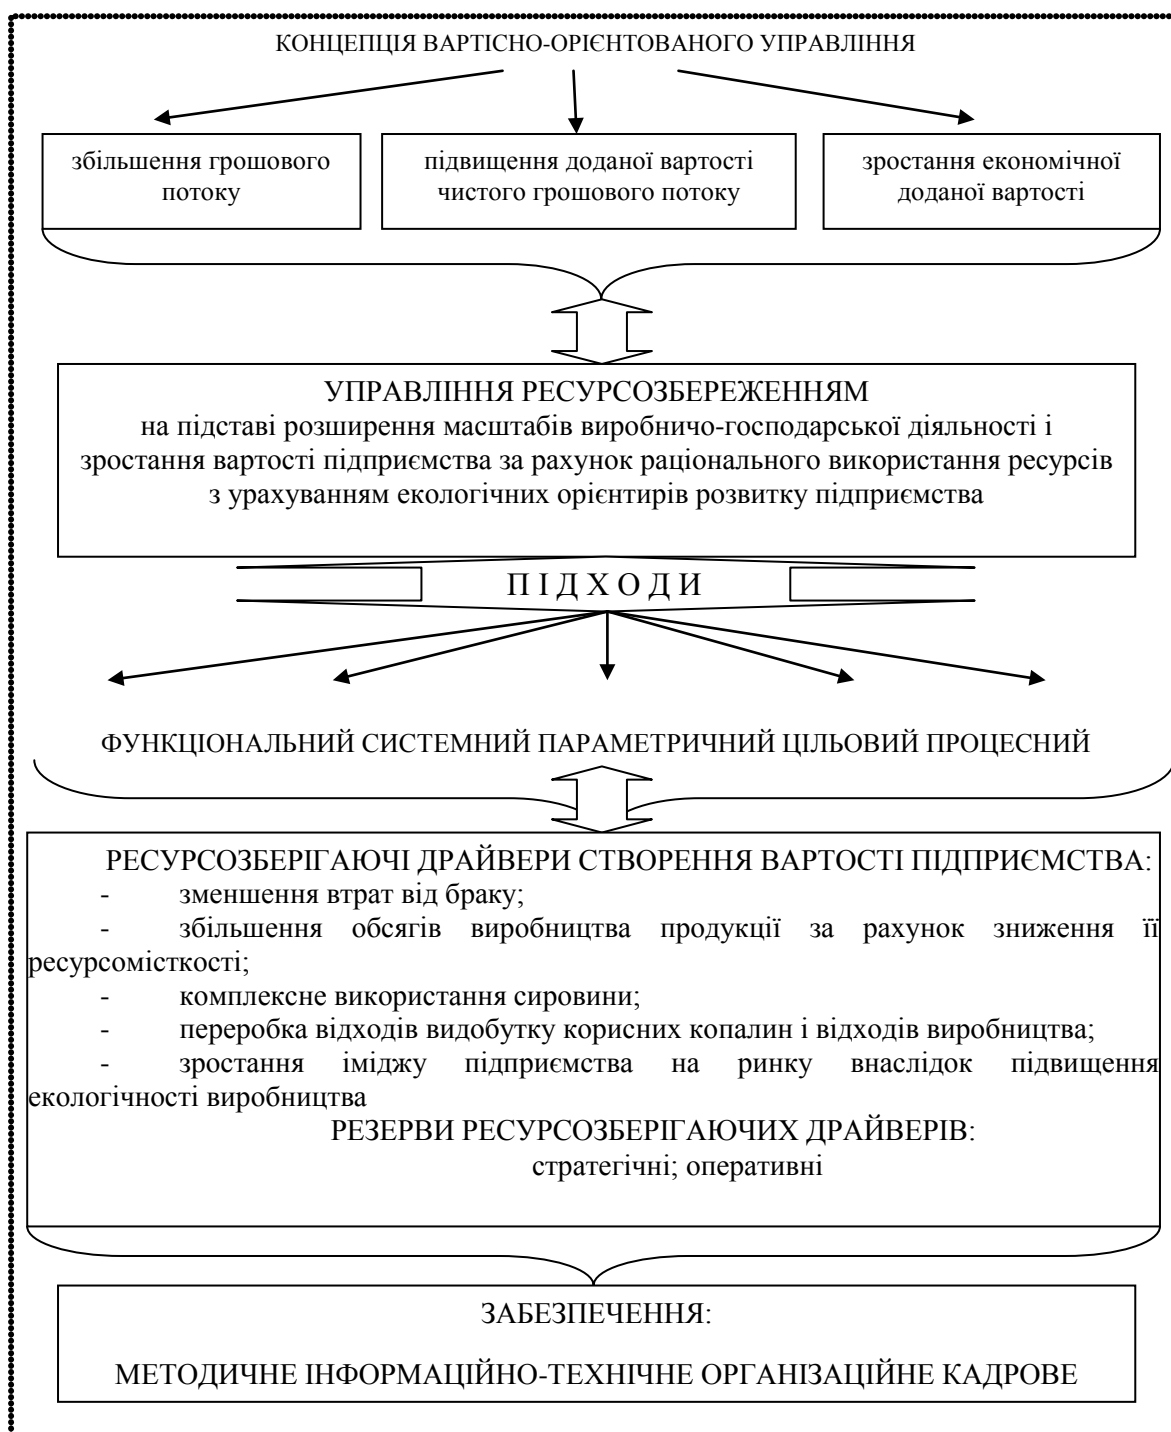 КОНЦЕПЦІЯ ВАРТІСНО-ОРІЄНТОВАНОГО УПРАВЛІННЯ
збільшення грошового
потоку
підвищення доданої вартості
чистого грошового потоку
зростання економічної
доданої вартості
УПРАВЛІННЯ РЕСУРСОЗБЕРЕЖЕННЯМ
на підставі розширення масштабів виробничо-господарської діяльності і
зростання вартості підприємства за рахунок раціонального використання ресурсів
з урахуванням екологічних орієнтирів розвитку підприємства
П І Д Х О Д И
ФУНКЦІОНАЛЬНИЙ СИСТЕМНИЙ ПАРАМЕТРИЧНИЙ ЦІЛЬОВИЙ ПРОЦЕСНИЙ
РЕСУРСОЗБЕРІГАЮЧІ ДРАЙВЕРИ СТВОРЕННЯ ВАРТОСТІ ПІДПРИЄМСТВА:
- зменшення втрат від браку;
- збільшення обсягів виробництва продукції за рахунок зниження її
ресурсомісткості;
- комплексне використання сировини;
- переробка відходів видобутку корисних копалин і відходів виробництва;
- зростання іміджу підприємства на ринку внаслідок підвищення
екологічності виробництва
РЕЗЕРВИ РЕСУРСОЗБЕРІГАЮЧИХ ДРАЙВЕРІВ:
стратегічні; оперативні
ЗАБЕЗПЕЧЕННЯ:
МЕТОДИЧНЕ ІНФОРМАЦІЙНО-ТЕХНІЧНЕ ОРГАНІЗАЦІЙНЕ КАДРОВЕ